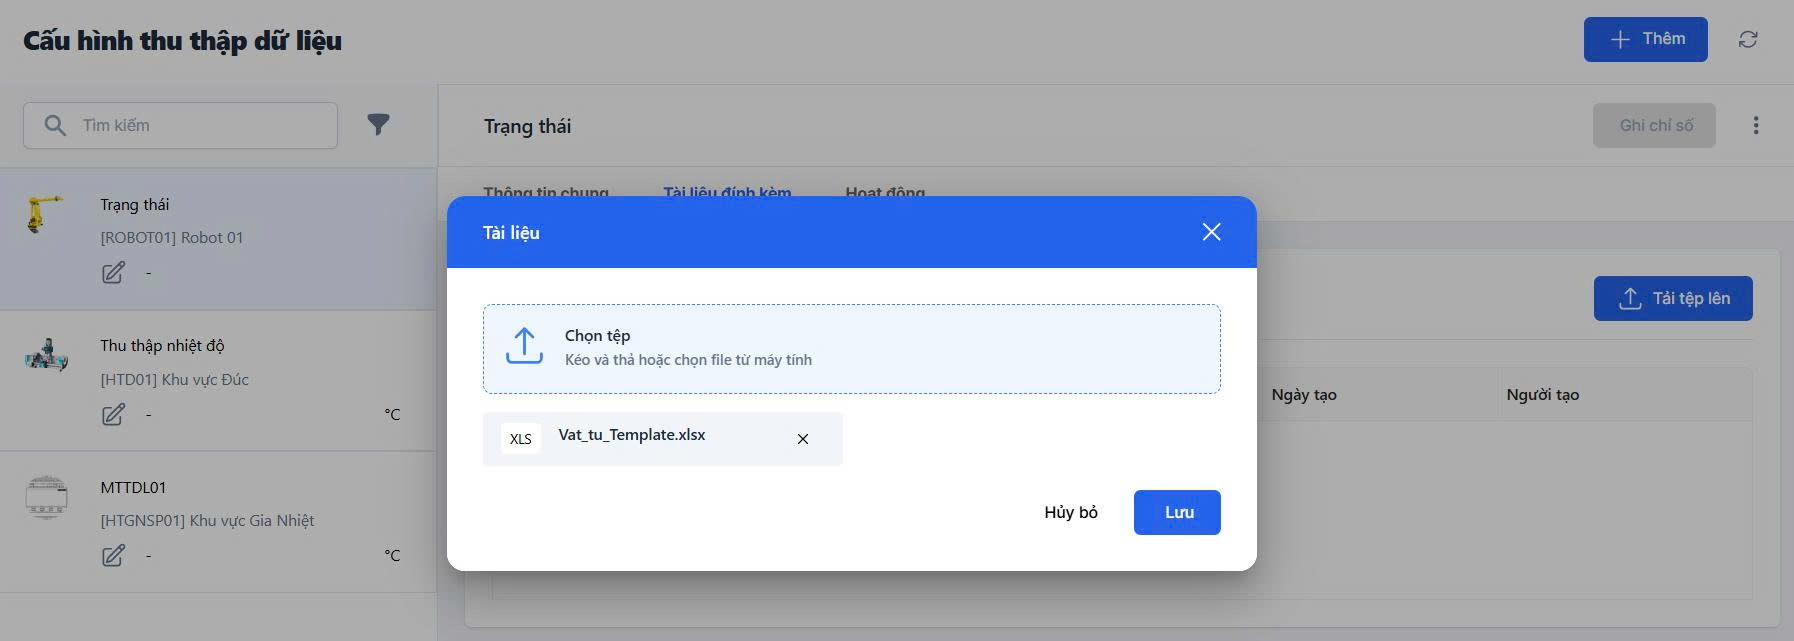 Cấu hình thu thập dữ liệu
Thêm
Tìm kiếm
Trạng thái
Ghi chỉ số
Thông tin chung
Tài liệu đính kèm
Hoạt động
Trạng thái
[ROBOT01] Robot 01
-
Thu thập nhiệt độ
[HTD01] Khu vực Đúc
- °C
MTTDL01
[HTGNSP01] Khu vực Gia Nhiệt
- °C
Tài liệu
Chọn tệp
Kéo và thả hoặc chọn file từ máy tính
XLS Vat_tu_Template.xlsx
Hủy bỏ
Lưu
Tải tệp lên
Ngày tạo
Người tạo